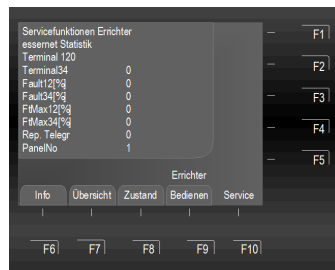 Servicefunktionen Errichter
essernet Statistik
Terminal 120
Terminal34 0
Fault12[%] 0
Fault34[%] 0
FtMax12[%] 0
FtMax34[%] 0
Rep. Telegr 0
PanelNo 1
Errichter
Info Übersicht Zustand Bedienen Service
F1
F2
F3
F4
F5
F6 F7 F8 F9 F10